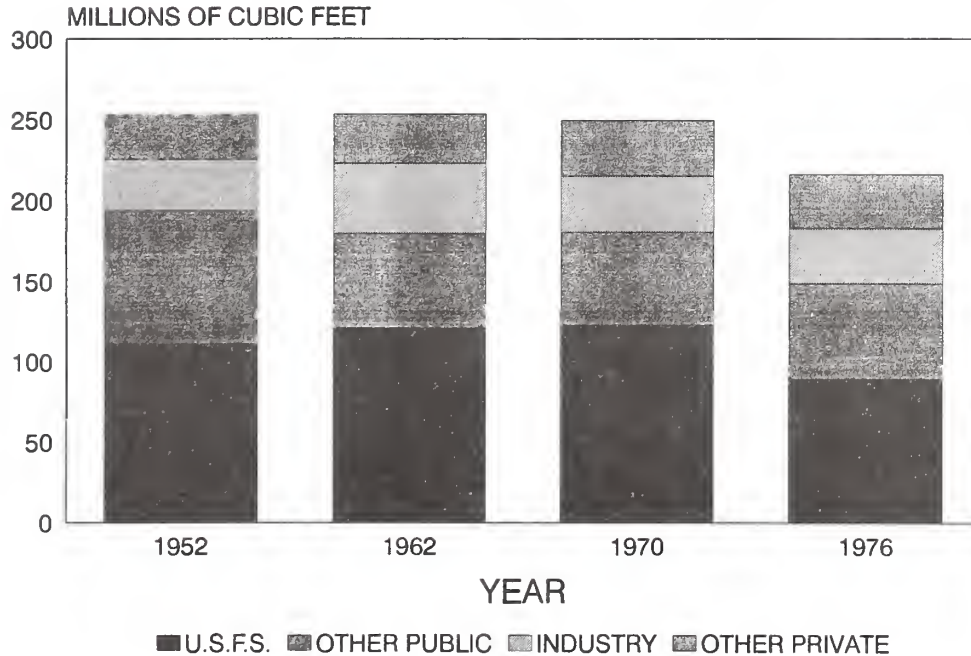 MILLIONS OF CUBIC FEET
300
250
200
150
100
50
0
1952 1962 1970 1976
YEAR
U.S.F.S. OTHER PUBLIC INDUSTRY OTHER PRIVATE